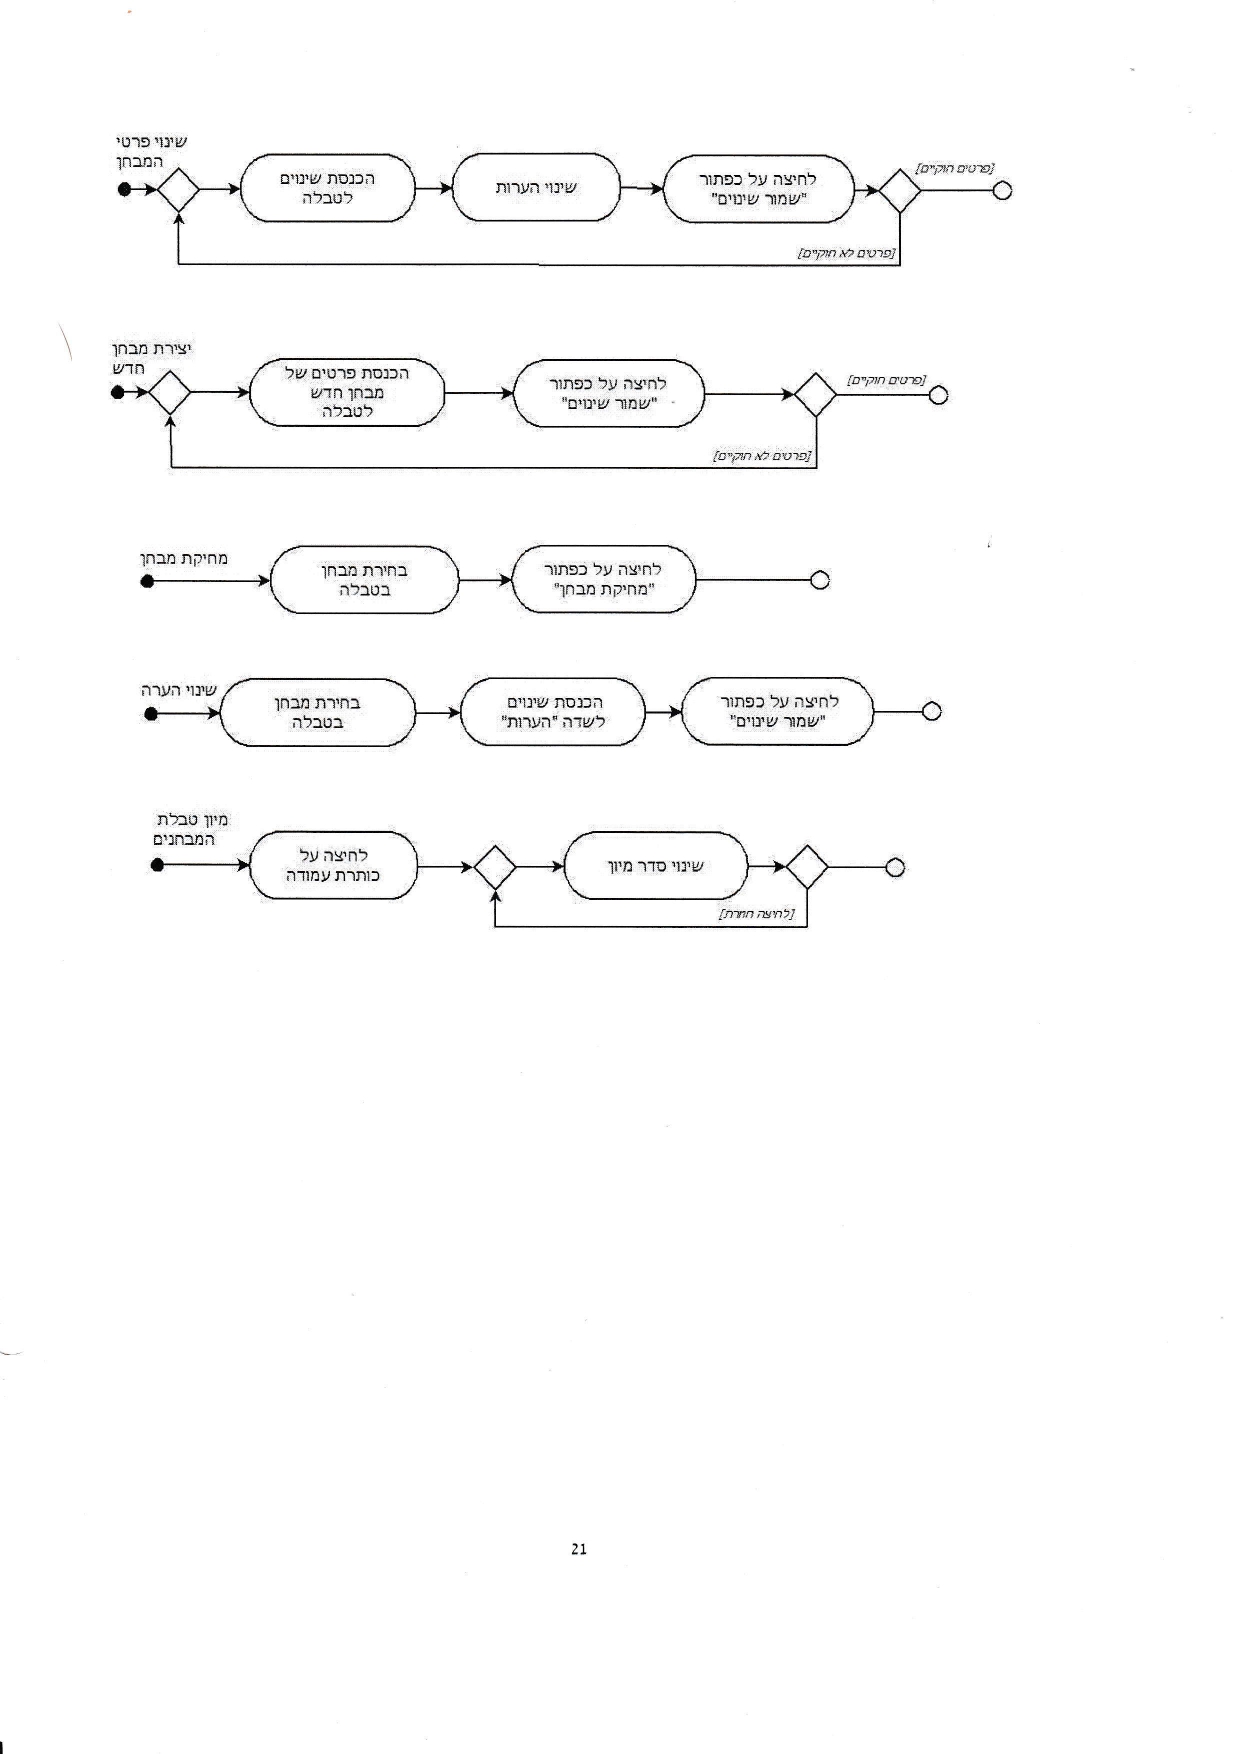 שינוי פרטי
המבחן
הכנסת שינוים
לטבלה
שינוי הערות
לחיצה על כפתור
"שמור שינוים"
[פרטים חוקיים]
[פרטים לא חוקיים]
יצירת מבחן
חדש
הכנסת פרטים של
מבחן חדש
לטבלה
לחיצה על כפתור
"שמור שינוים"
[פרטים חוקיים]
[פרטים לא חוקיים]
מחיקת מבחן
בחירת מבחן
בטבלה
לחיצה על כפתור
"מחיקת מבחן"
שינוי הערה
בחירת מבחן
בטבלה
הכנסת שינוים
לשדה "הערות"
לחיצה על כפתור
"שמור שינוים"
מיון טבלת
המבחנים
לחיצה על
כותרת עמודה
שינוי סדר מיון
[לחיצה חוזרת]
21